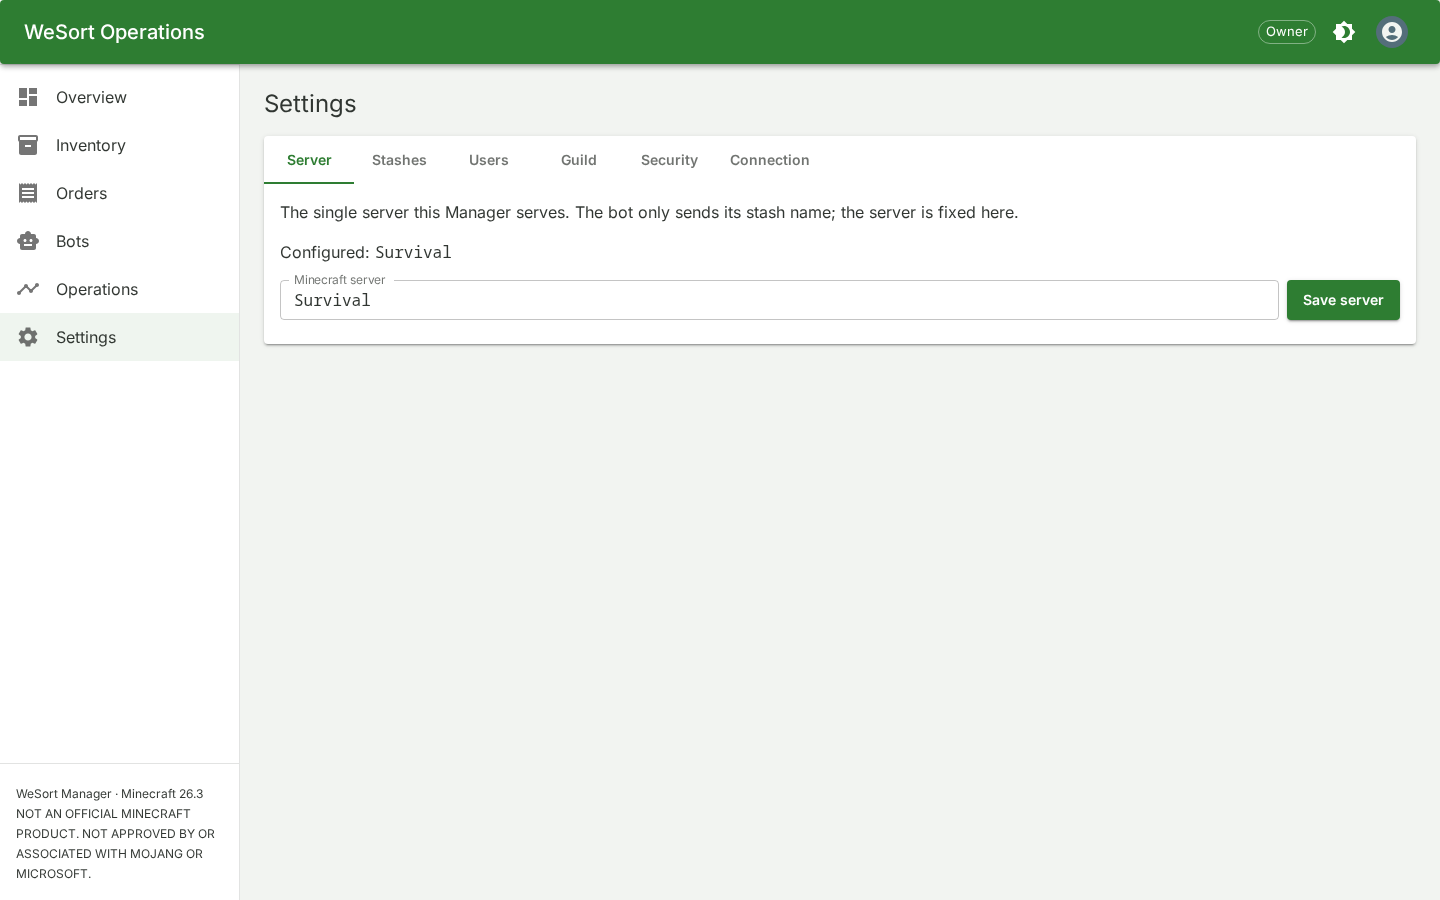 WeSort Operations
Owner
Overview
Inventory
Orders
Bots
Operations
Settings
Settings
Server
Stashes
Users
Guild
Security
Connection
The single server this Manager serves. The bot only sends its stash name; the server is fixed here.
Configured: Survival
Minecraft server
Survival
Save server
WeSort Manager · Minecraft 26.3
NOT AN OFFICIAL MINECRAFT
PRODUCT. NOT APPROVED BY OR
ASSOCIATED WITH MOJANG OR
MICROSOFT.